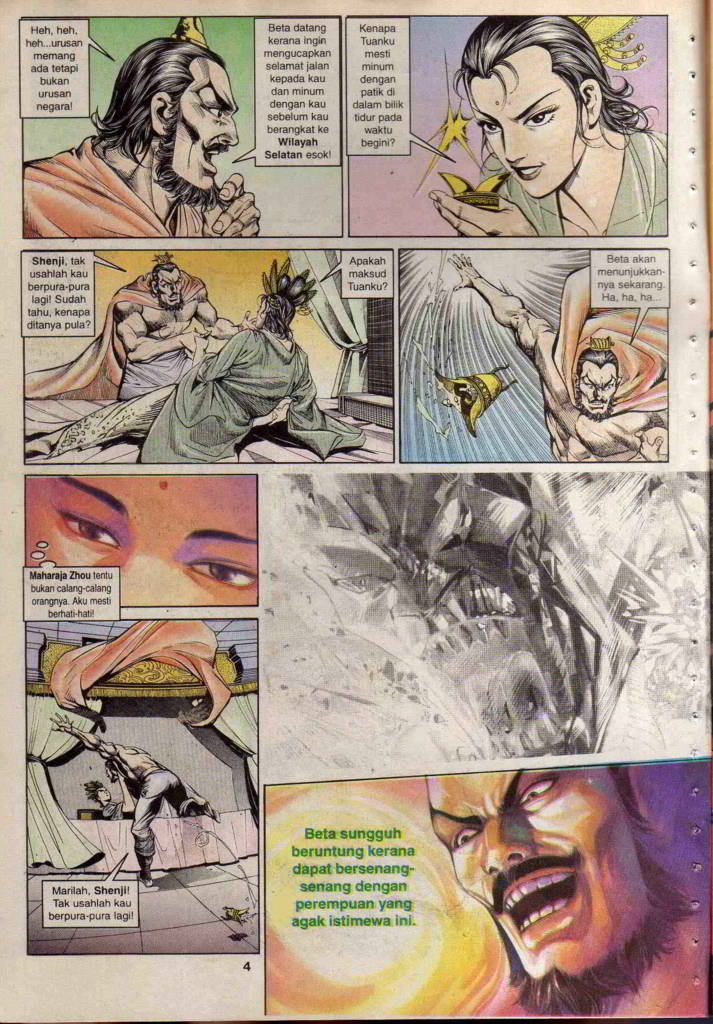 Heh, heh,
heh...urusan
memang
ada tetapi
bukan
urusan
negara!
Beta datang
kerana ingin
mengucapkan
selamat jalan
kepada kau
dan minum
dengan kau
sebelum kau
berangkat ke
Wilayah
Selatan esok!
Kenapa
Tuanku
mesti
minum
dengan
patik di
dalam bilik
tidur pada
waktu
begini?
Shenji, tak
usahlah kau
berpura-pura
lagi! Sudah
tahu, kenapa
ditanya pula?
Apakah
maksud
Tuanku?
Beta akan
menunjukkan-
nya sekarang.
Ha, ha, ha...
Maharaja Zhou tentu
bukan calang-calang
orangnya. Aku mesti
berhati-hati!
Marilah, Shenji!
Tak usahlah kau
berpura-pura lagi!
Beta sungguh
beruntung kerana
dapat bersenang-
senang dengan
perempuan yang
agak istimewa ini.
4